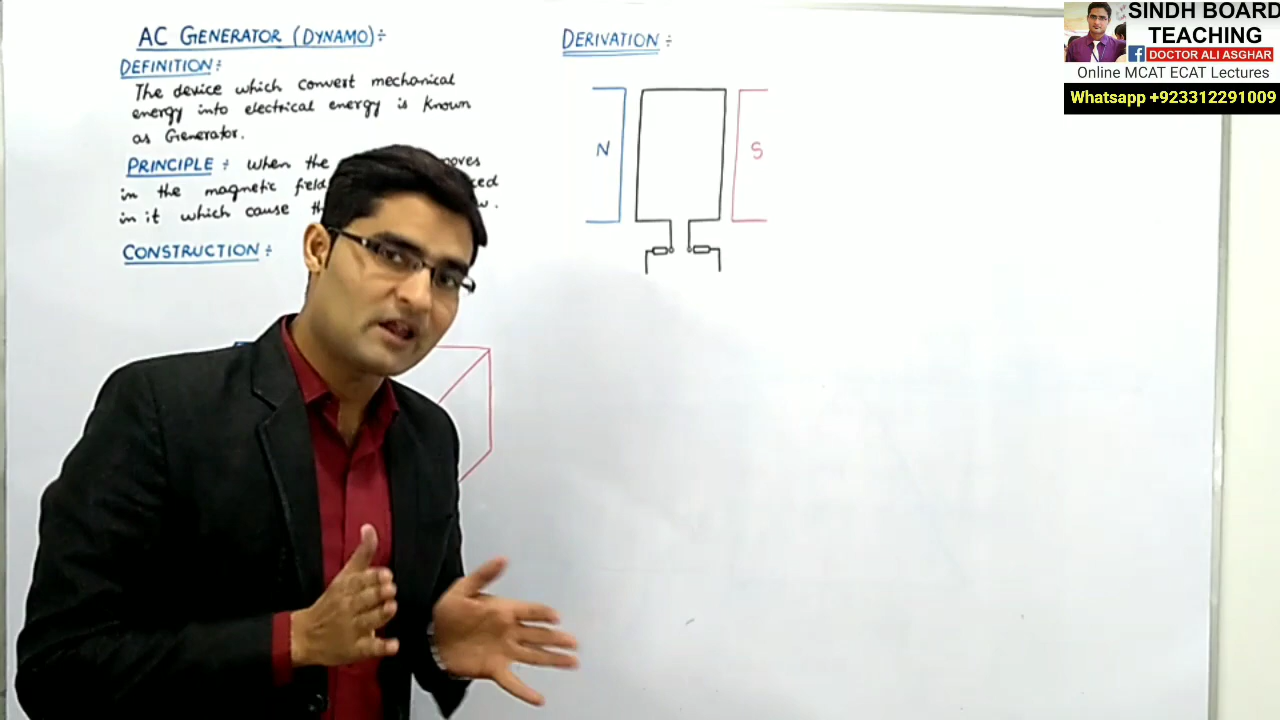 AC GENERATOR (DYNAMO):
DEFINITION:
The device which convert mechanical
energy into electrical energy is known
as Generator.
PRINCIPLE: when the
in the magnetic field
in it which cause
CONSTRUCTION:
DERIVATION:
N
S
SINDH BOARD
TEACHING
f DOCTOR ALI ASGHAR
Online MCAT ECAT Lectures
Whatsapp +923312291009